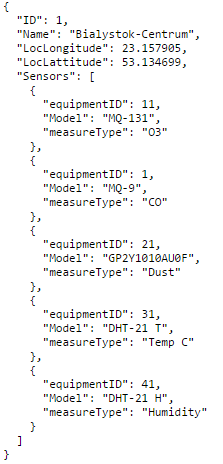 {
  "ID": 1,
  "Name": "Bialystok-Centrum",
  "LocLongitude": 23.157905,
  "LocLattitude": 53.134699,
  "Sensors": [
    {
      "equipmentID": 11,
      "Model": "MQ-131",
      "measureType": "O3"
    },
    {
      "equipmentID": 1,
      "Model": "MQ-9",
      "measureType": "CO"
    },
    {
      "equipmentID": 21,
      "Model": "GP2Y1010AU0F",
      "measureType": "Dust"
    },
    {
      "equipmentID": 31,
      "Model": "DHT-21 T",
      "measureType": "Temp C"
    },
    {
      "equipmentID": 41,
      "Model": "DHT-21 H",
      "measureType": "Humidity"
    }
  ]
}